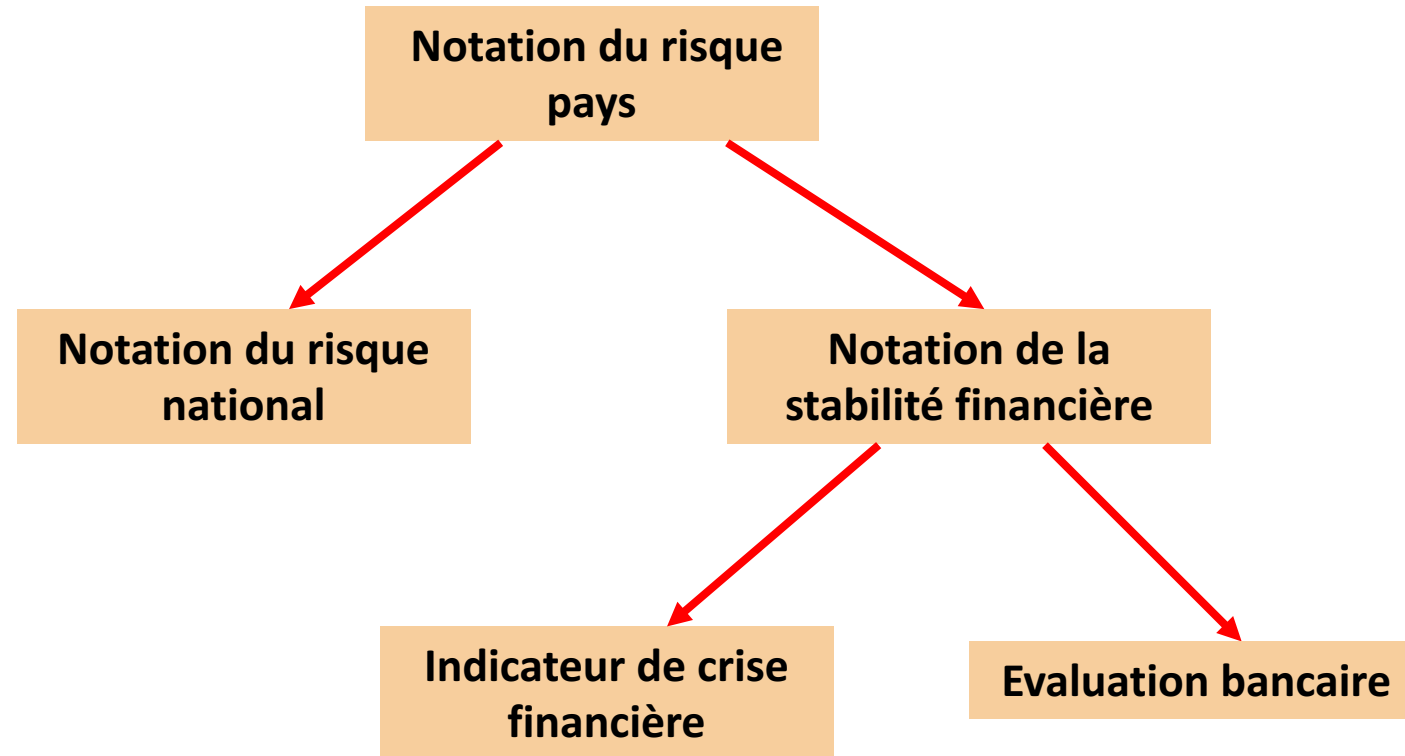 Notation du risque
pays
Notation du risque
national
Notation de la
stabilité financière
Indicateur de crise
financière
Evaluation bancaire